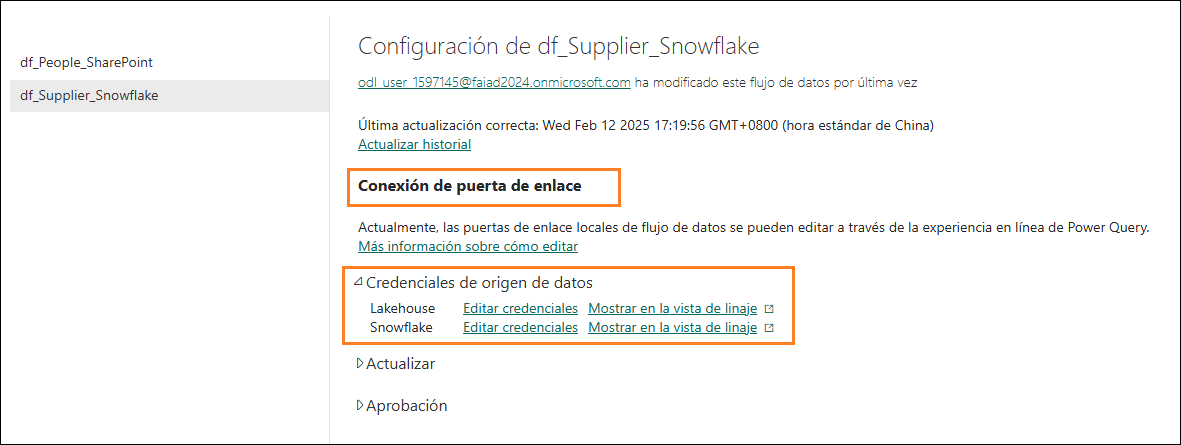 df_People_SharePoint
df_Supplier_Snowflake
Configuración de df_Supplier_Snowflake
odl_user_1597145@faiad2024.onmicrosoft.com ha modificado este flujo de datos por última vez
Última actualización correcta: Wed Feb 12 2025 17:19:56 GMT+0800 (hora estándar de China)
Actualizar historial
Conexión de puerta de enlace
Actualmente, las puertas de enlace locales de flujo de datos se pueden editar a través de la experiencia en línea de Power Query.
Más información sobre cómo editar
Credenciales de origen de datos
Lakehouse Editar credenciales Mostrar en la vista de linaje
Snowflake Editar credenciales Mostrar en la vista de linaje
Actualizar
Aprobación